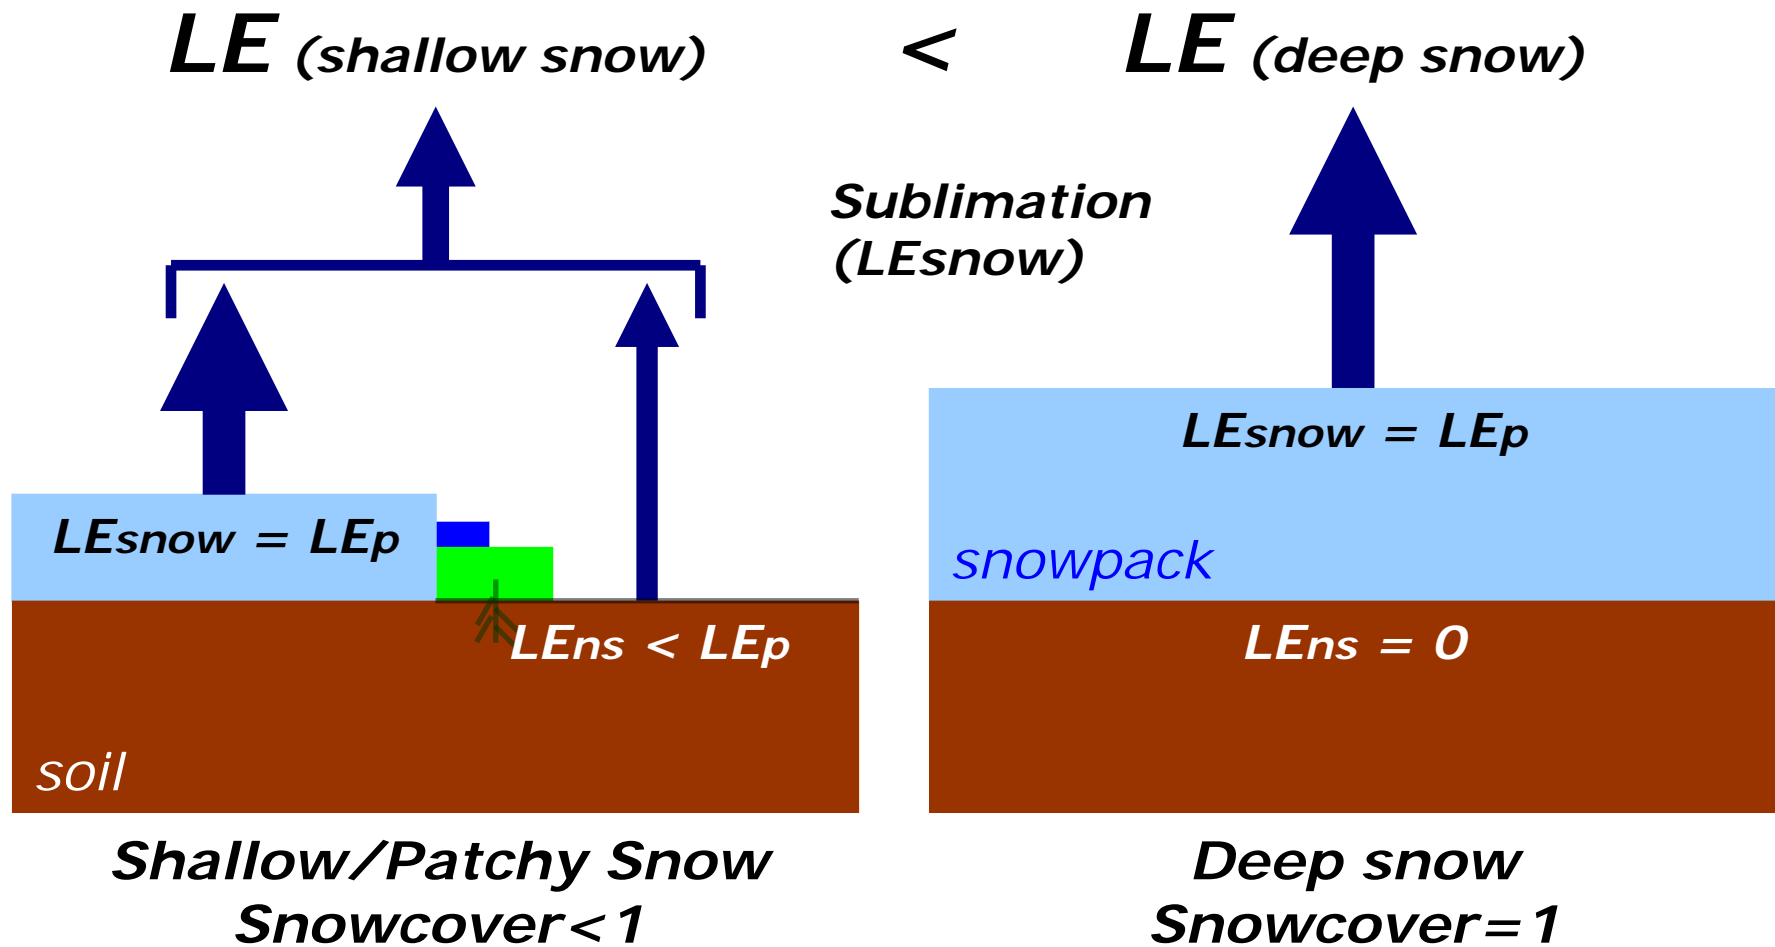 LE (shallow snow) < LE (deep snow)
Sublimation
(LEsnow)
LEsnow = LEp
LEsnow = LEp
snowpack
LEns < LEp
LEns = 0
soil
Shallow/Patchy Snow
Snowcover<1
Deep snow
Snowcover=1